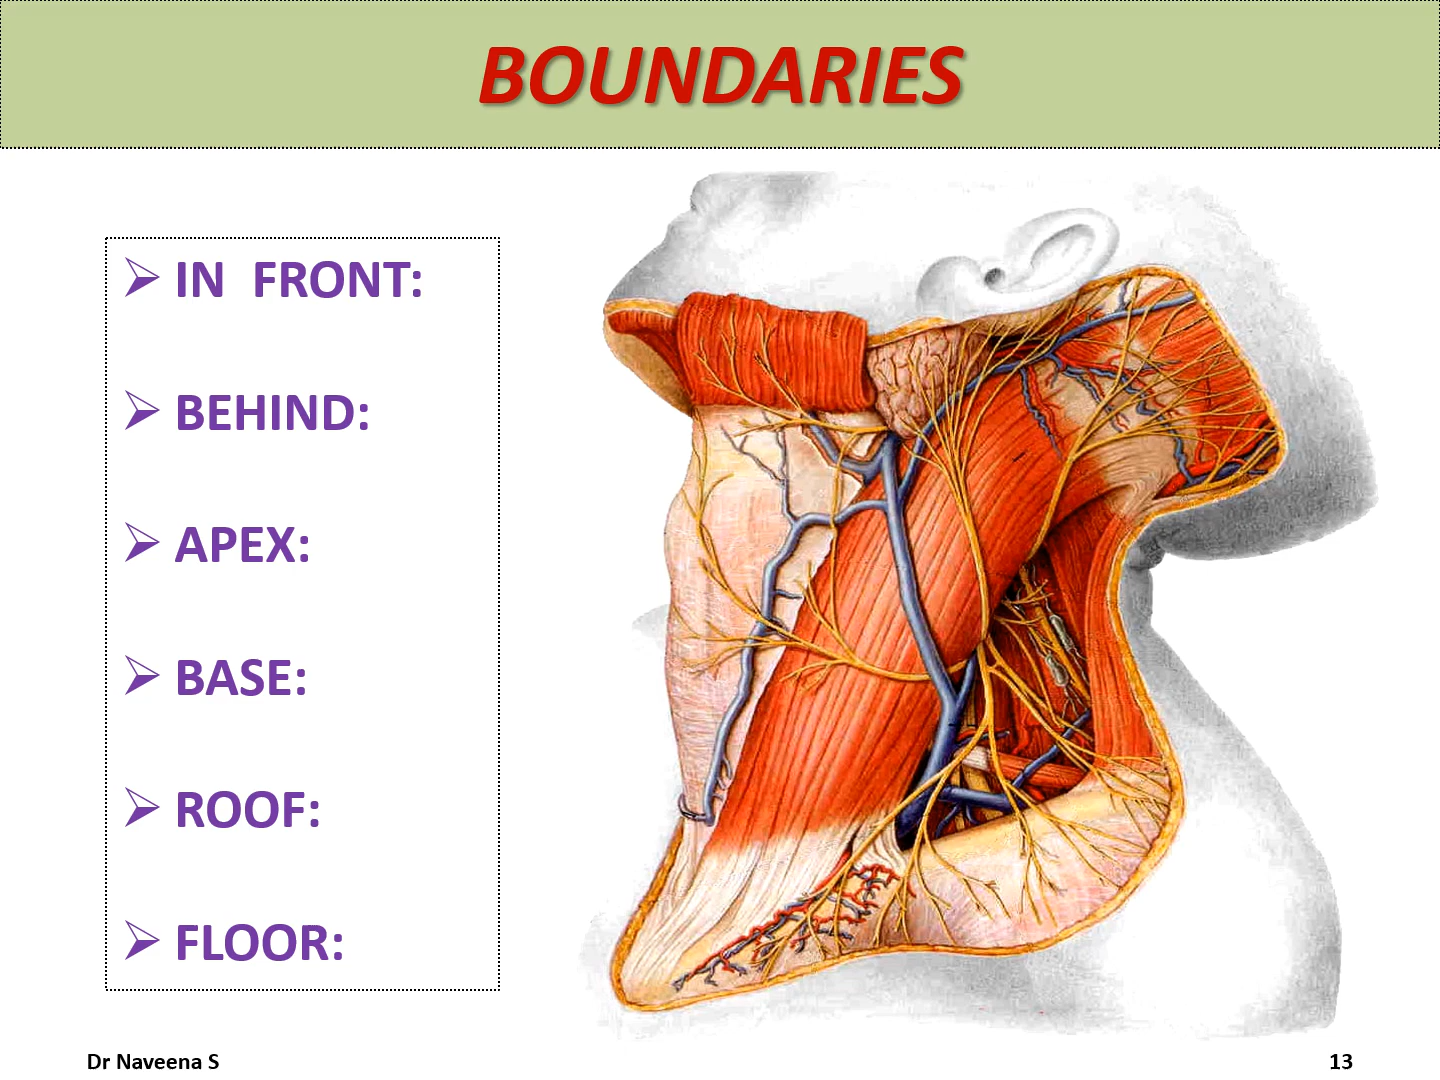 BOUNDARIES
IN FRONT:
BEHIND:
APEX:
BASE:
ROOF:
FLOOR:
Dr Naveena S
13